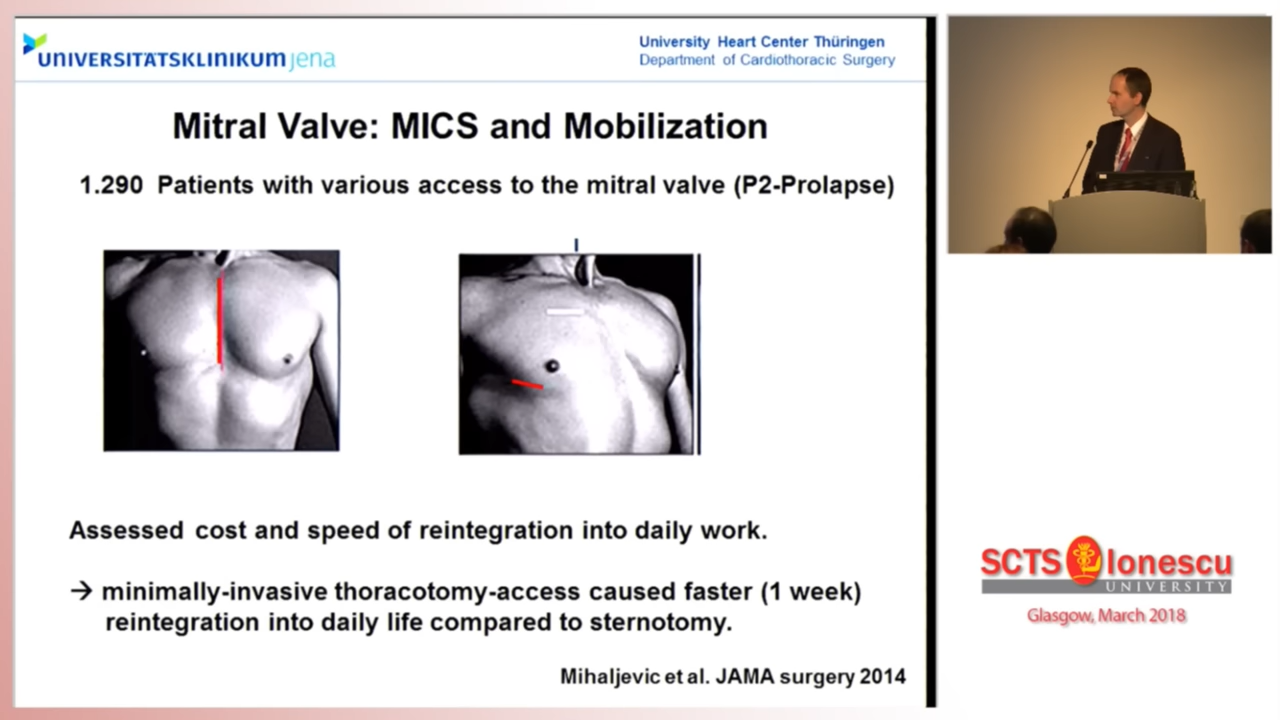 UNIVERSITÄTSKLINIKUM jena
University Heart Center Thüringen
Department of Cardiothoracic Surgery
Mitral Valve: MICS and Mobilization
1.290 Patients with various access to the mitral valve (P2-Prolapse)
Assessed cost and speed of reintegration into daily work.
→ minimally-invasive thoracotomy-access caused faster (1 week)
reintegration into daily life compared to sternotomy.
Mihaljevic et al. JAMA surgery 2014
SCTS Ionescu
UNIVERSITY
Glasgow, March 2018